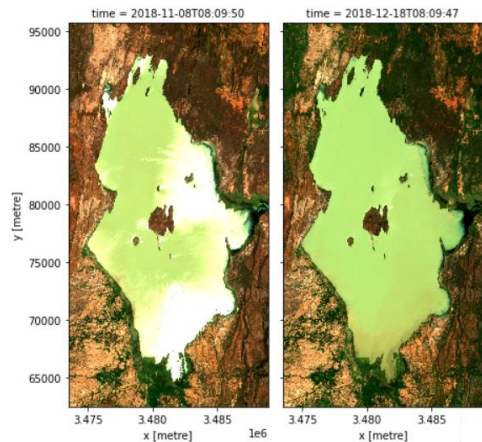 time = 2018-11-08T08:09:50
time = 2018-12-18T08:09:47
95000
90000
85000
80000
75000
70000
65000
y [metre]
3.475 3.480 3.485
1e6
x [metre]
3.475 3.480 3.485
x [metre]